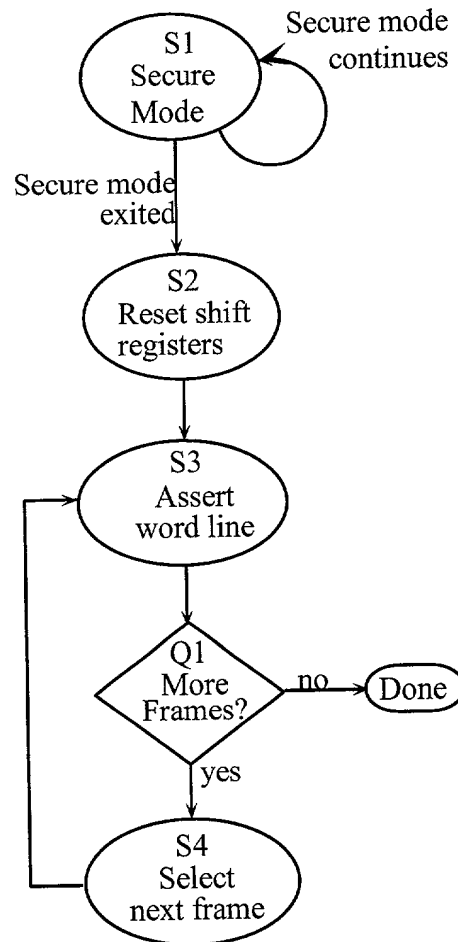 S1
Secure
Mode
Secure mode
continues
Secure mode
exited
S2
Reset shift
registers
S3
Assert
word line
Q1
More
Frames?
no
Done
yes
S4
Select
next frame